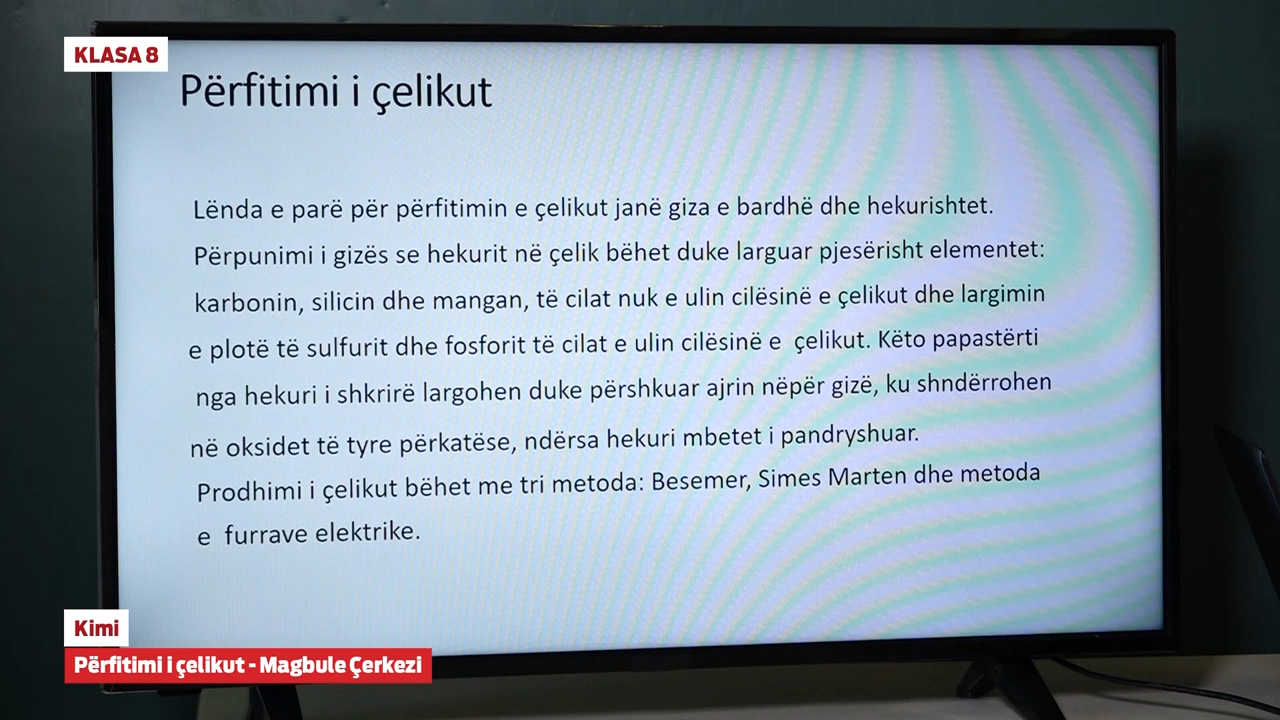 KLASA 8
Përfitimi i çelikut
Lënda e parë për përfitimin e çelikut janë giza e bardhë dhe hekurishtet.
Përpunimi i gizës se hekurit në çelik bëhet duke larguar pjesërisht elementet:
karbonin, silicin dhe mangan, të cilat nuk e ulin cilësinë e çelikut dhe largimin
e plotë të sulfurit dhe fosforit të cilat e ulin cilësinë e çelikut. Këto papastërti
nga hekuri i shkrirë largohen duke përshkuar ajrin nëpër gizë, ku shndërrohen
në oksidet të tyre përkatëse, ndërsa hekuri mbetet i pandryshuar.
Prodhimi i çelikut bëhet me tri metoda: Besemer, Simes Marten dhe metoda
e furrave elektrike.
Kimi
Përfitimi i çelikut - Magbule Çerkezi